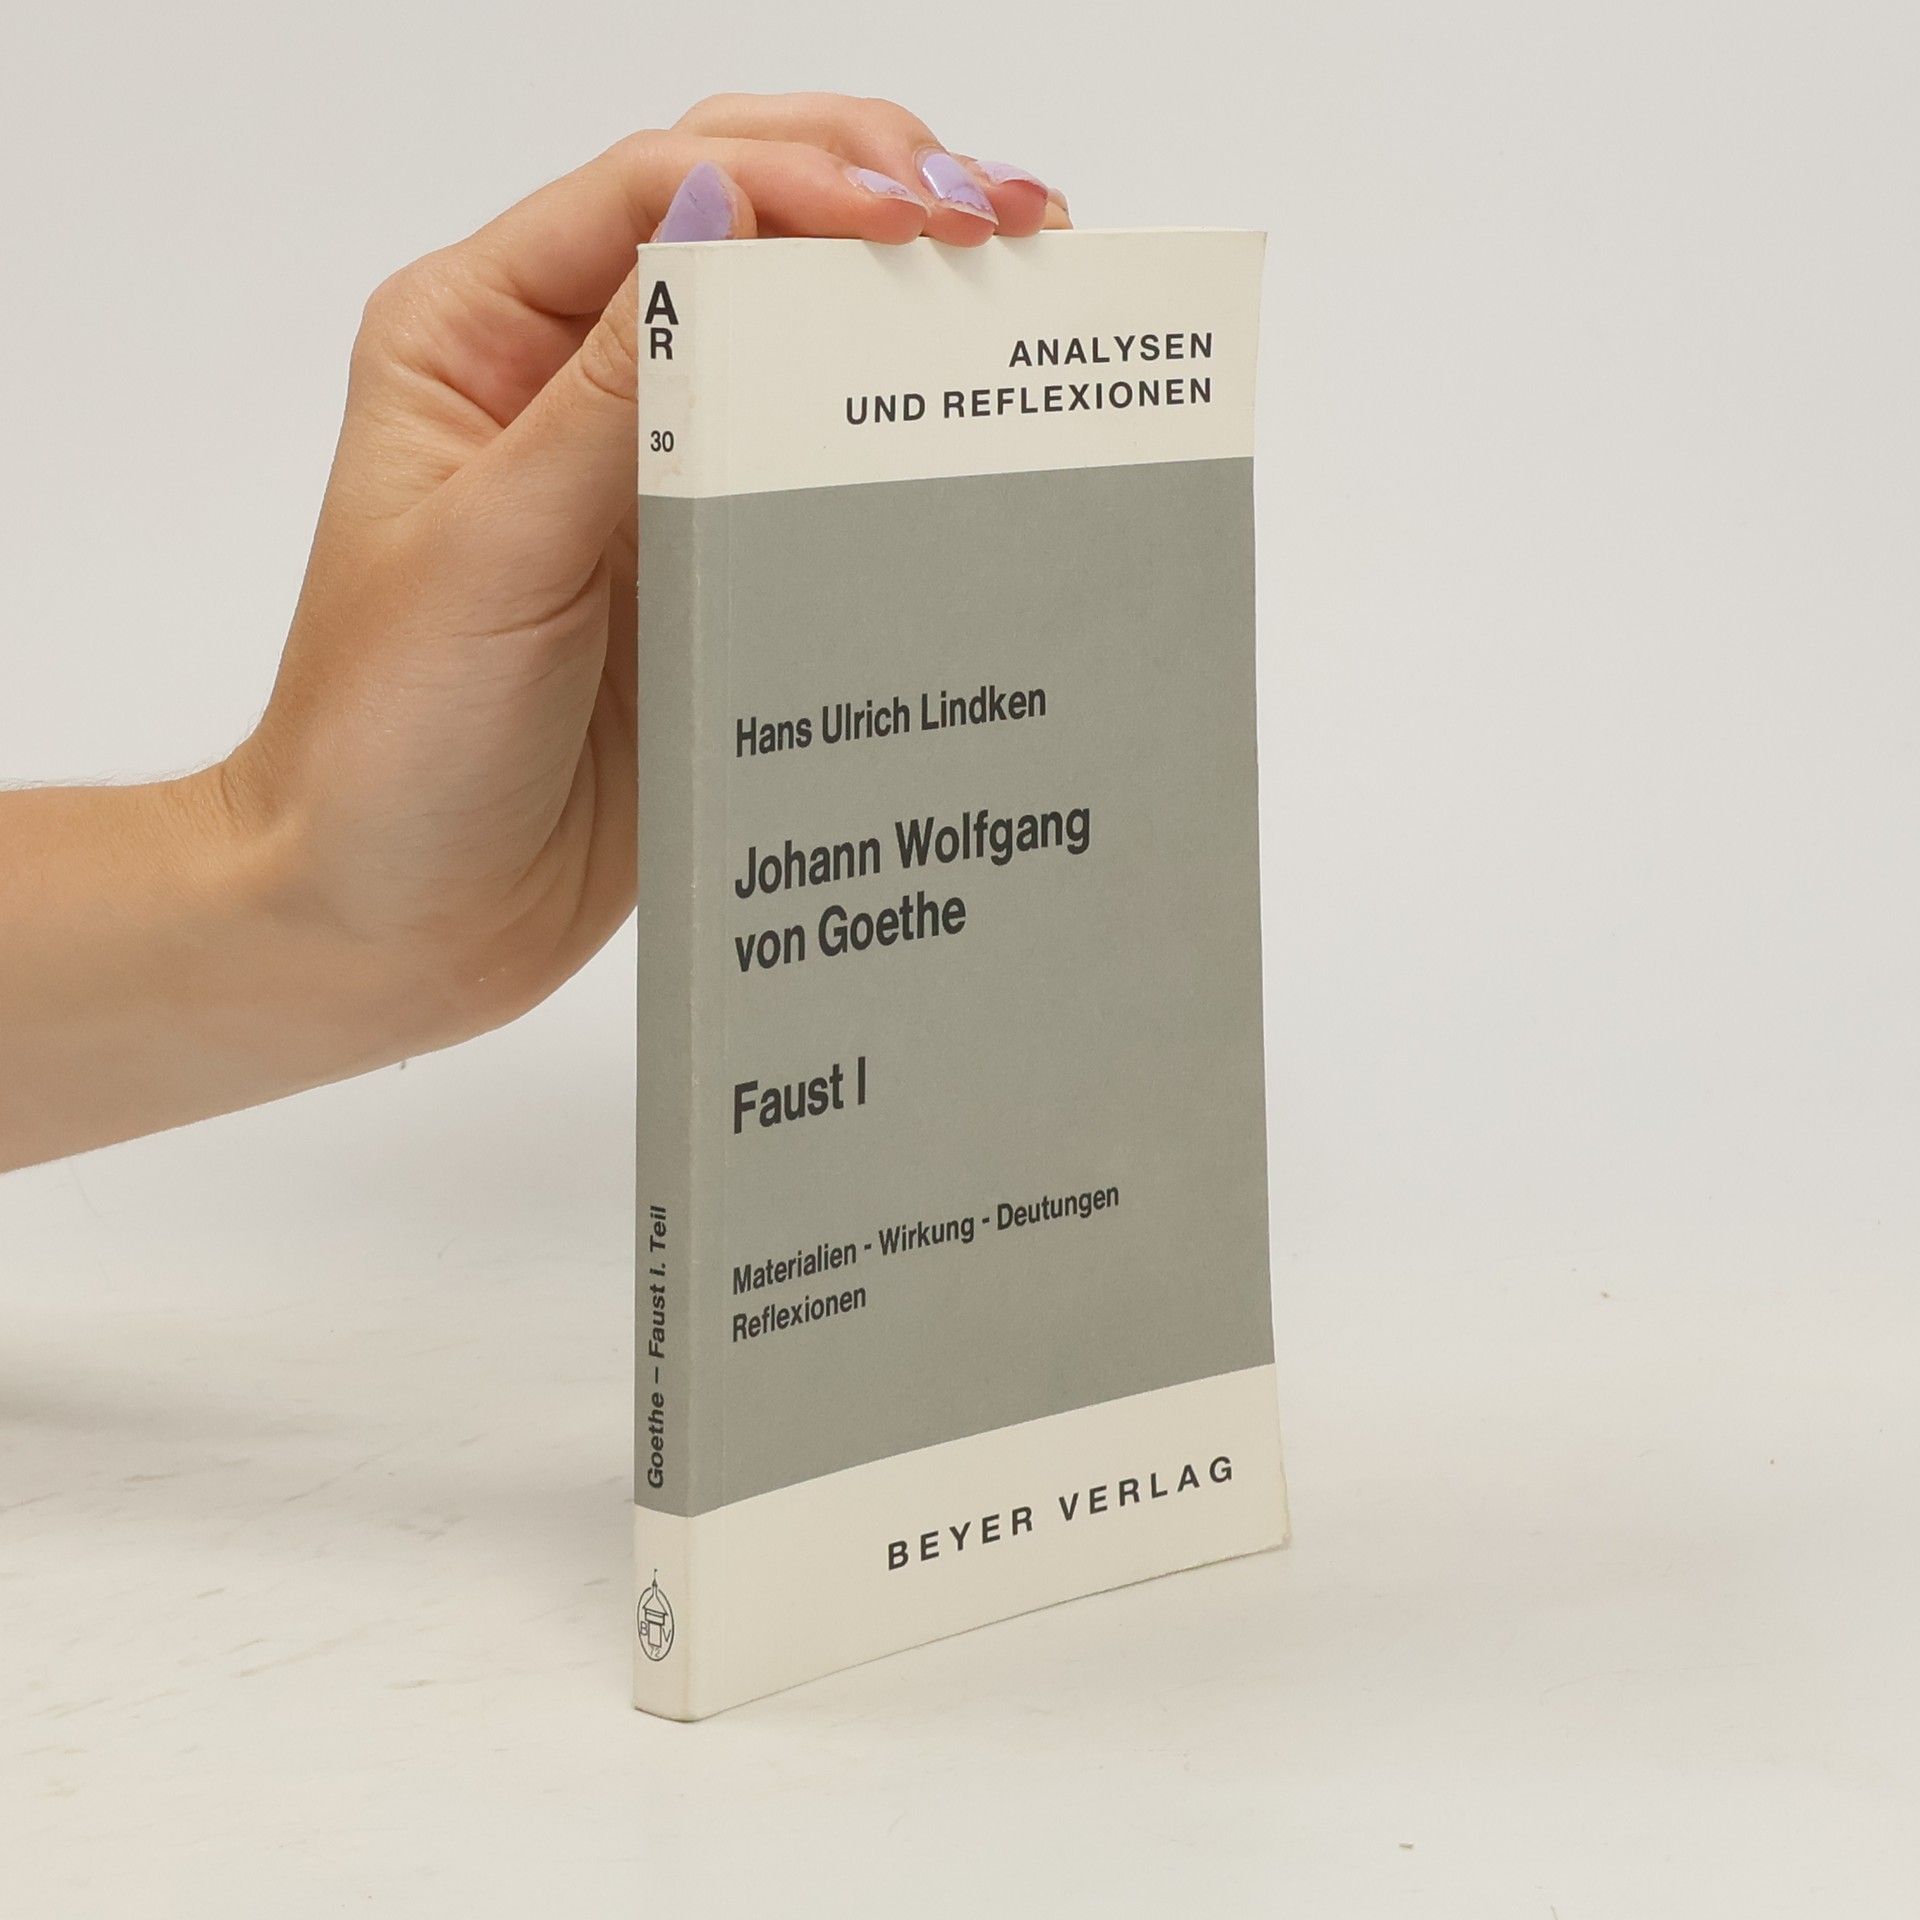 A
R
30
Goethe – Faust I. Teil
B V
72
ANALYSEN
UND REFLEXIONEN
Hans Ulrich Lindken
Johann Wolfgang
von Goethe
Faust I
Materialien - Wirkung - Deutungen
Reflexionen
BEYER VERLAG